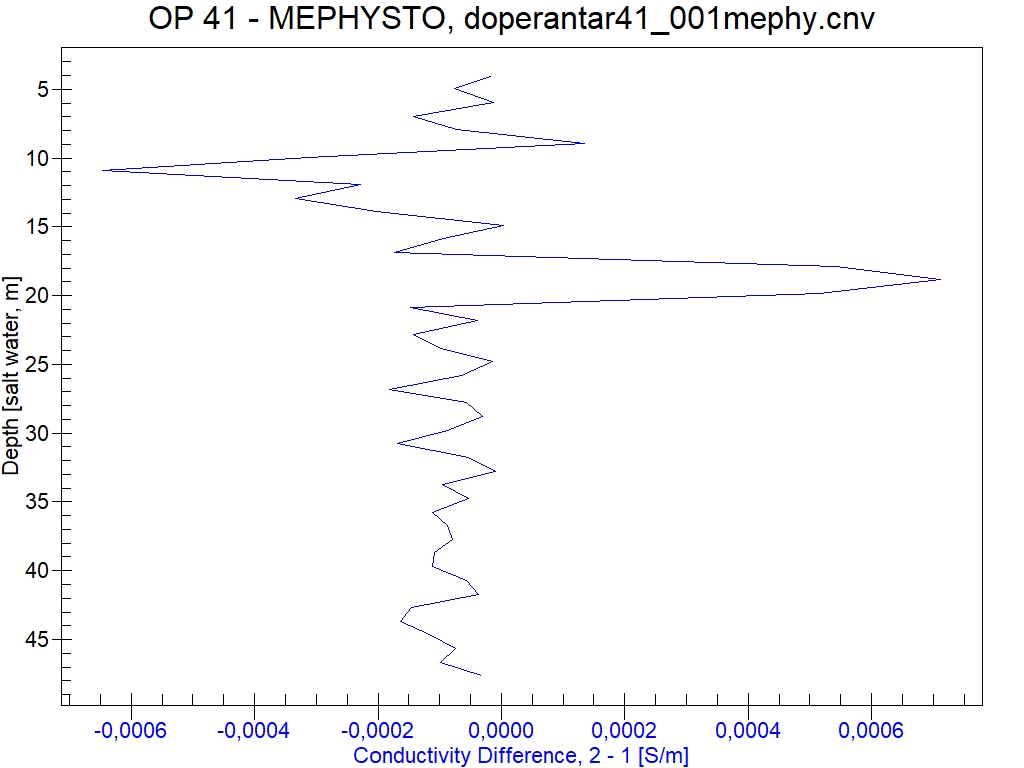 OP 41 - MEPHYSTO, doperantar41_001mephy.cnv
Depth [salt water, m]
5
10
15
20
25
30
35
40
45
-0,0006 -0,0004 -0,0002 0,0000 0,0002 0,0004 0,0006
Conductivity Difference, 2 - 1 [S/m]